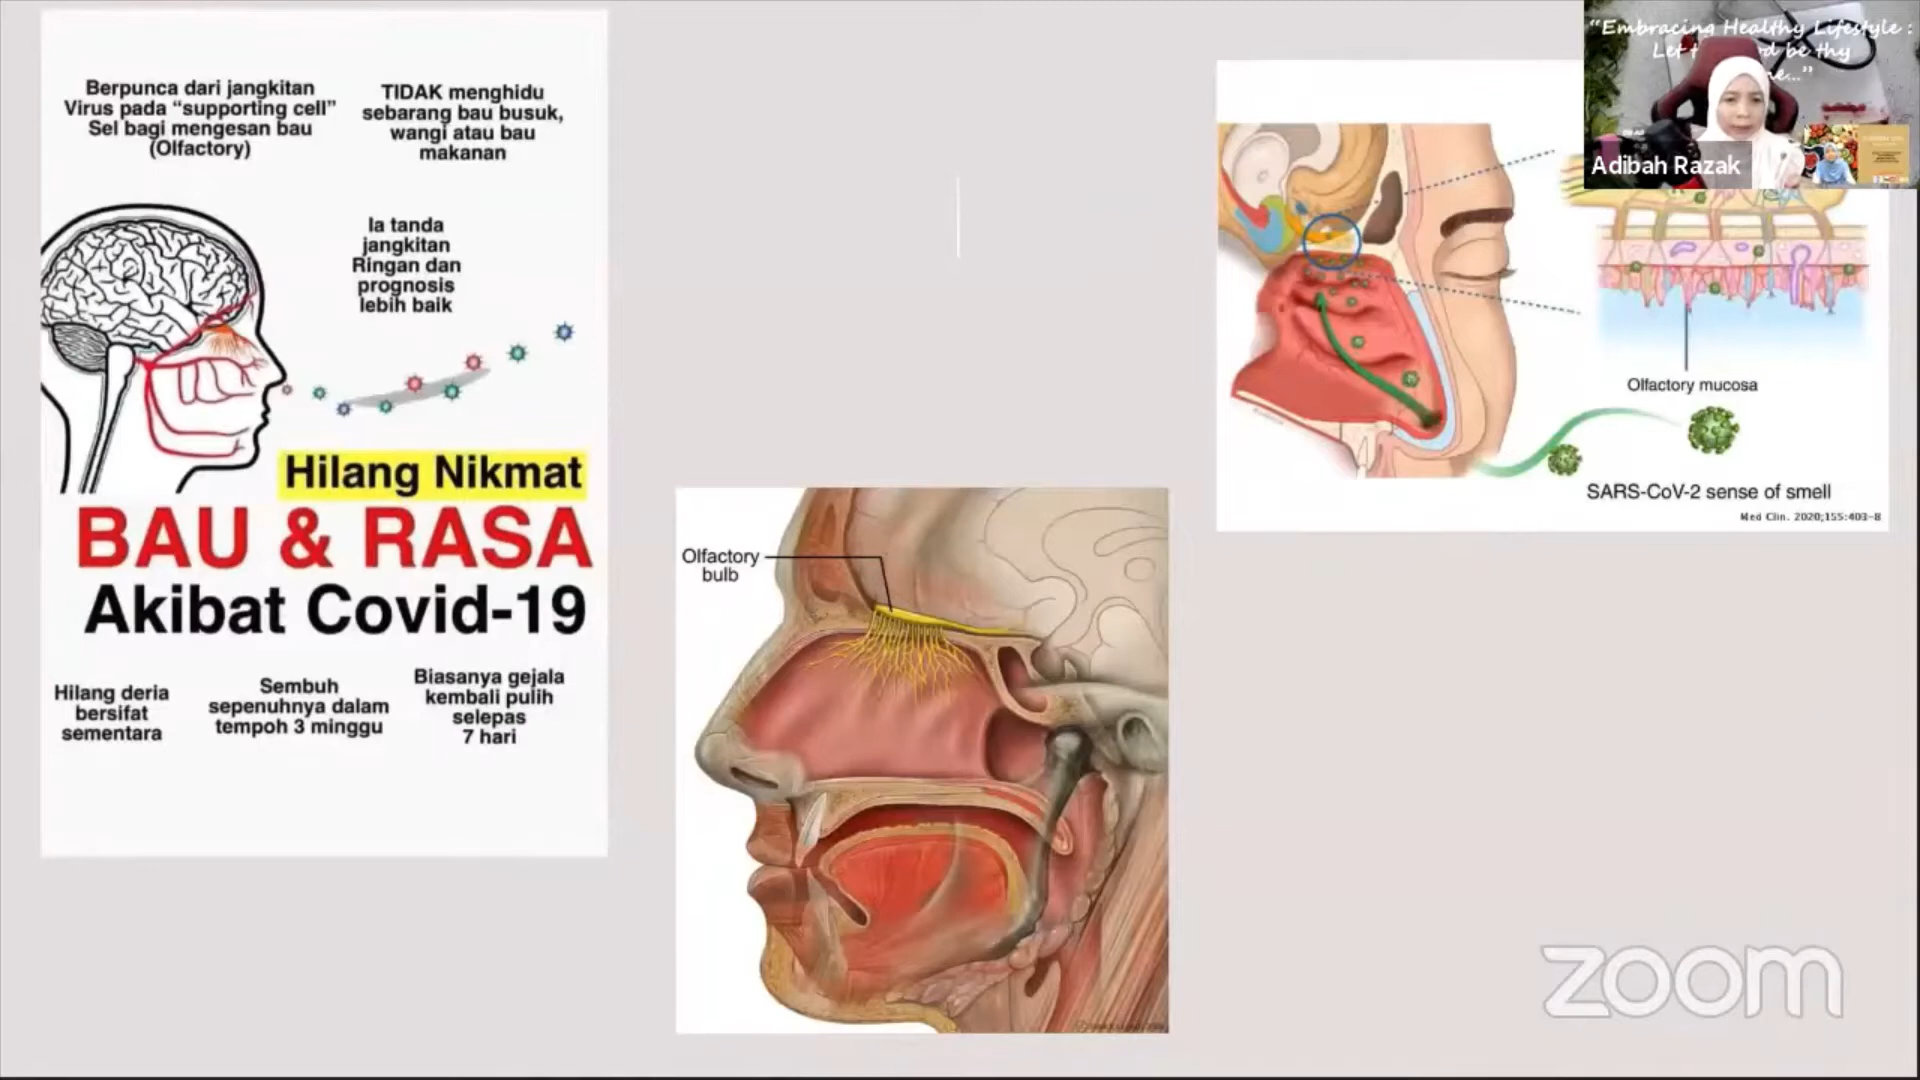 Berpunca dari jangkitan
Virus pada “supporting cell”
Sel bagi mengesan bau
(Olfactory)
TIDAK menghidu
sebarang bau busuk,
wangi atau bau
makanan
Ia tanda
jangkitan
Ringan dan
prognosis
lebih baik
Hilang Nikmat
BAU & RASA
Akibat Covid-19
Hilang deria
bersifat
sementara
Sembuh
sepenuhnya dalam
tempoh 3 minggu
Biasanya gejala
kembali pulih
selepas
7 hari
Olfactory
bulb
Olfactory mucosa
SARS-CoV-2 sense of smell
Med Clin. 2020;155:403-8
“Embracing Healthy Lifestyle :
Let be thy
Adibah Razak
zoom